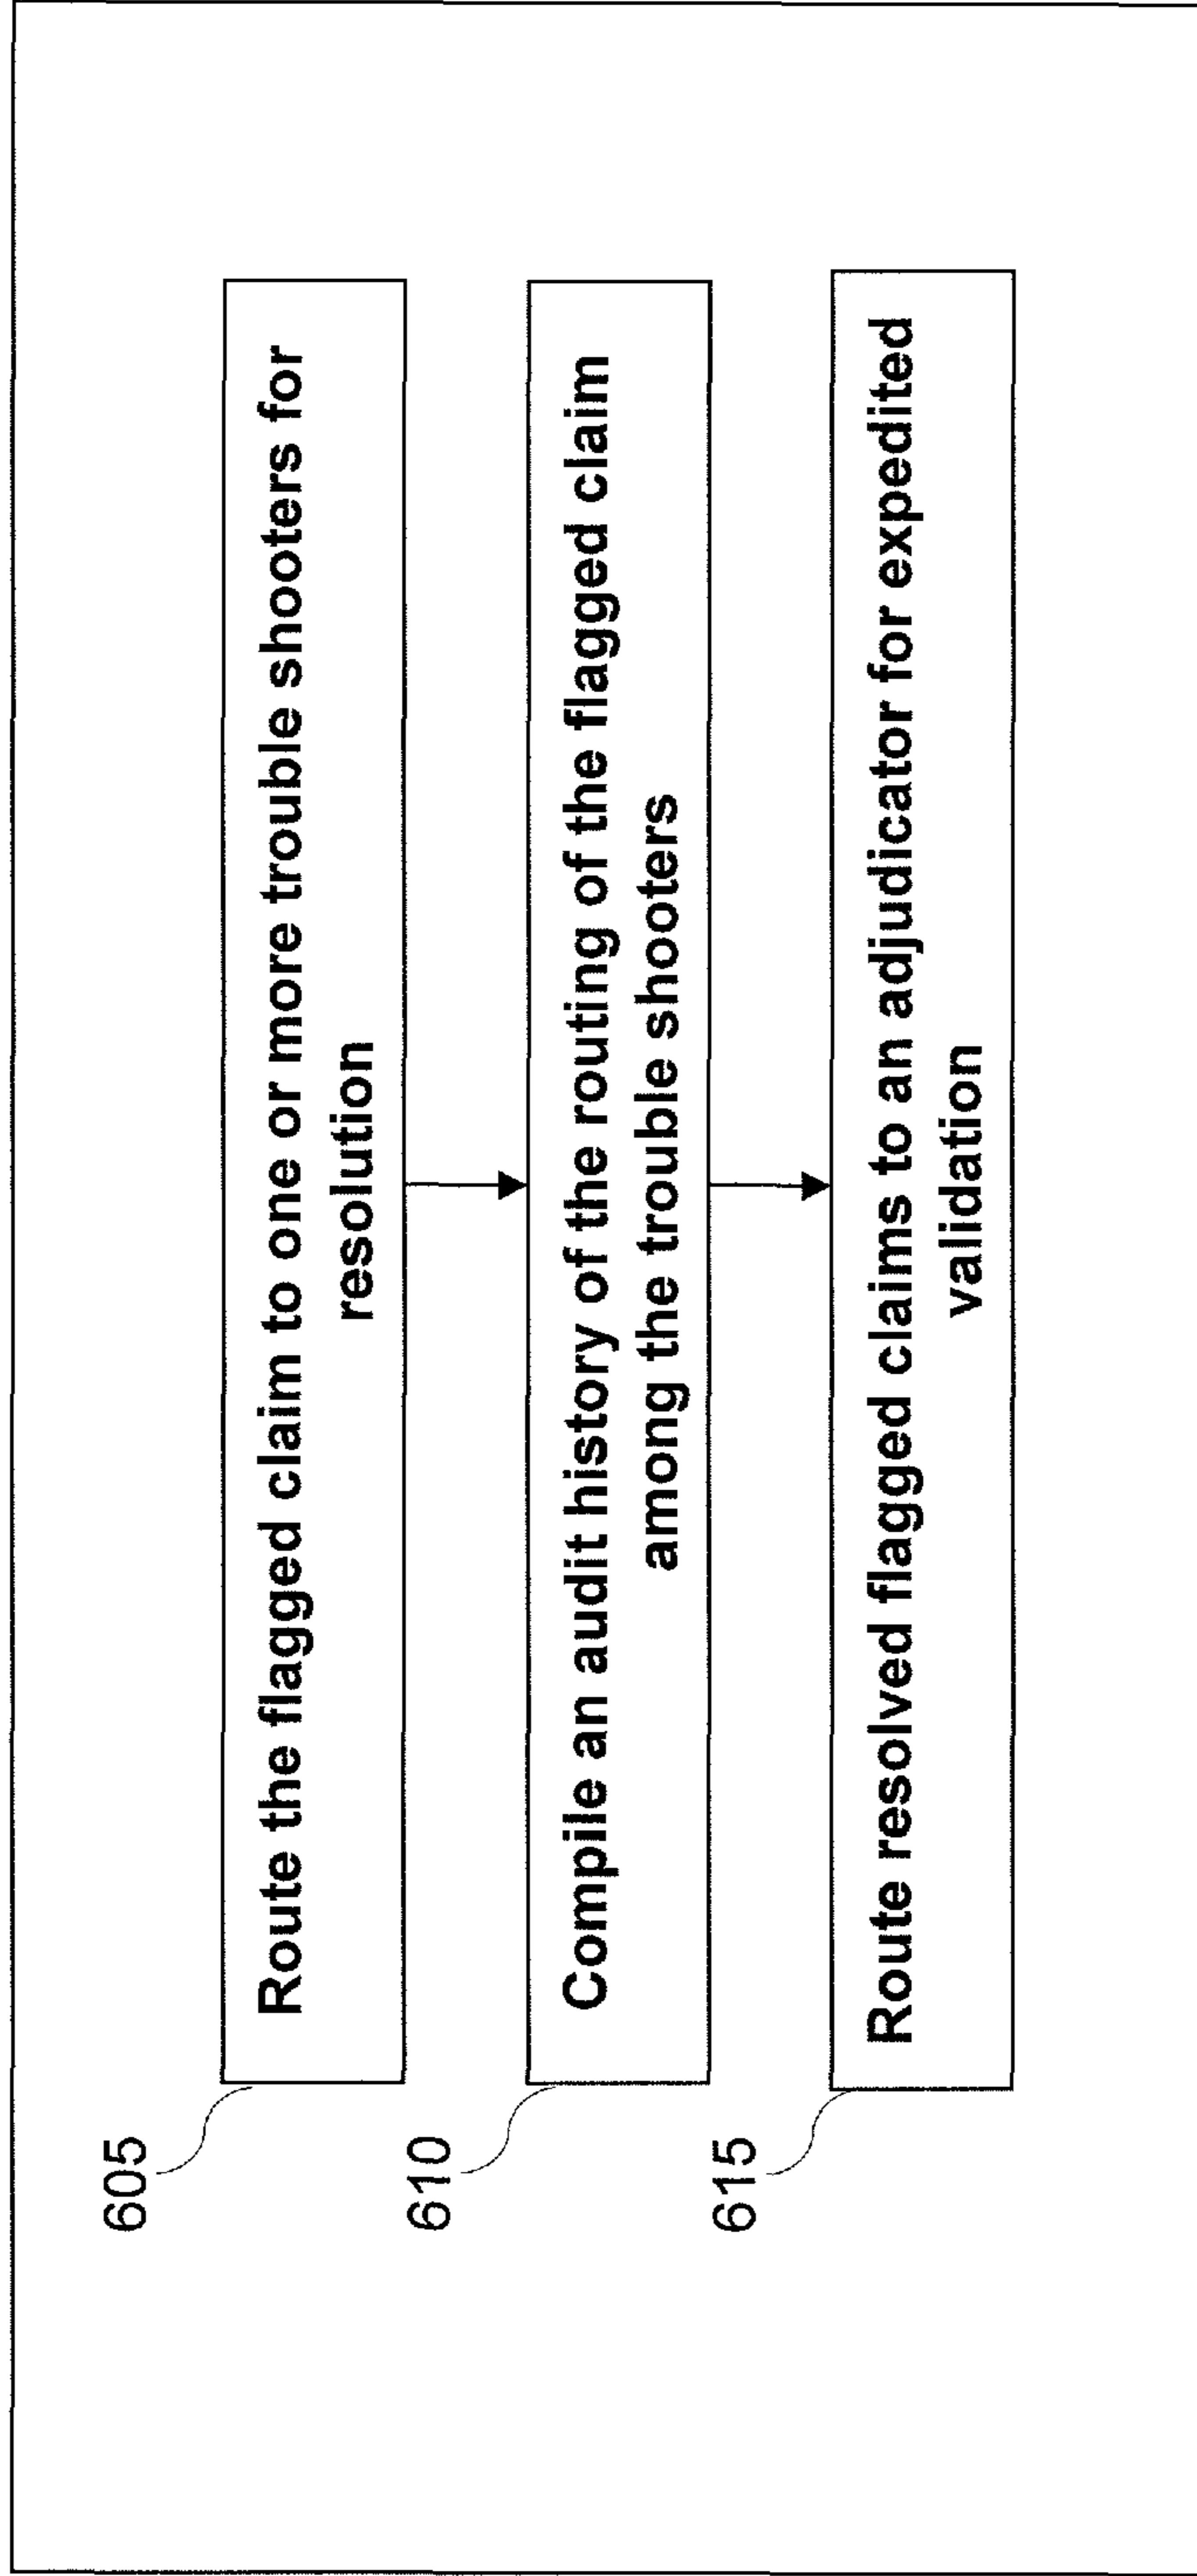 605
Route the flagged claim to one or more trouble shooters for
resolution
610
Compile an audit history of the routing of the flagged claim
among the trouble shooters
615
Route resolved flagged claims to an adjudicator for expedited
validation